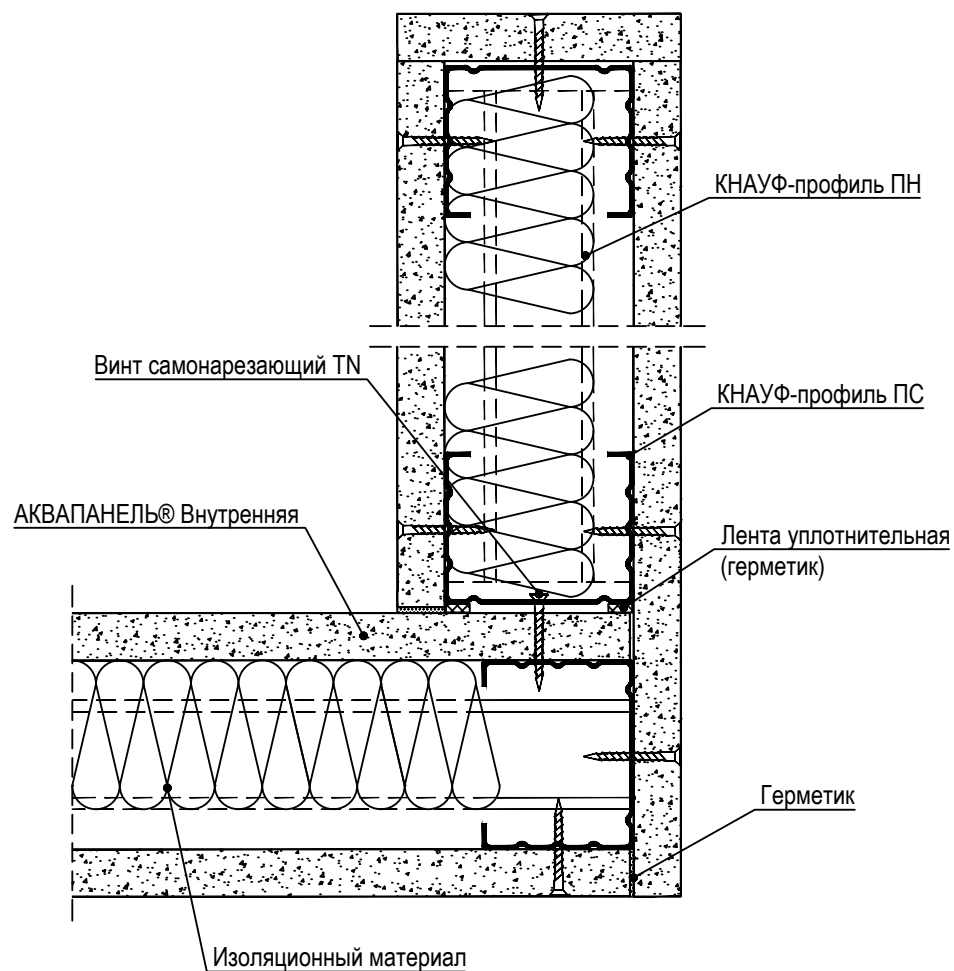 КНАУФ-профиль ПН
Винт самонарезающий TN
КНАУФ-профиль ПС
АКВАПАНЕЛЬ® Внутренняя
Лента уплотнительная
(герметик)
Герметик
Изоляционный материал